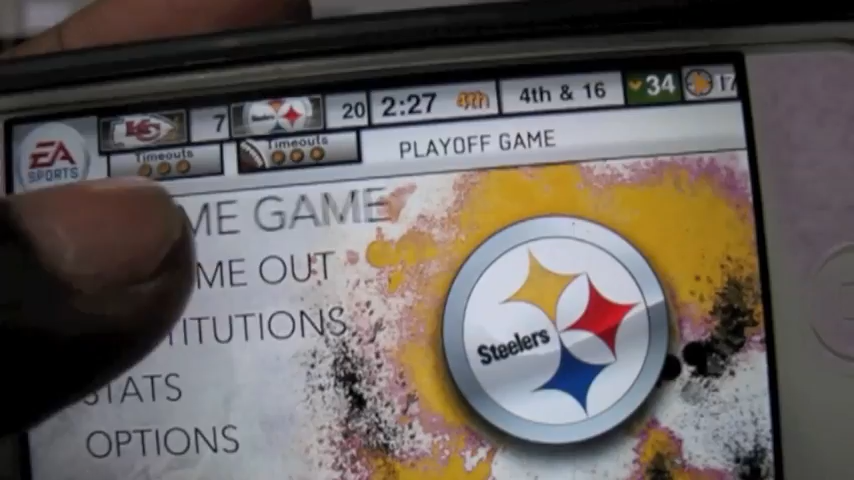 7 20 2:27 4th 4th & 16 34 17
EA SPORTS
Timeouts Timeouts PLAYOFF GAME
ME GAME
ME OUT
TITUTIONS
STATS
OPTIONS
Steelers